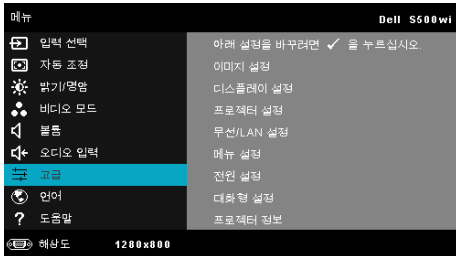 메뉴
Dell S500wi
입력 선택
자동 조정
밝기/명암
비디오 모드
볼륨
오디오 입력
고급
언어
도움말
아래 설정을 바꾸려면 ✓ 을 누르십시오.
이미지 설정
디스플레이 설정
프로젝터 설정
무선/LAN 설정
메뉴 설정
전원 설정
대화형 설정
프로젝터 정보
해상도 1280x800